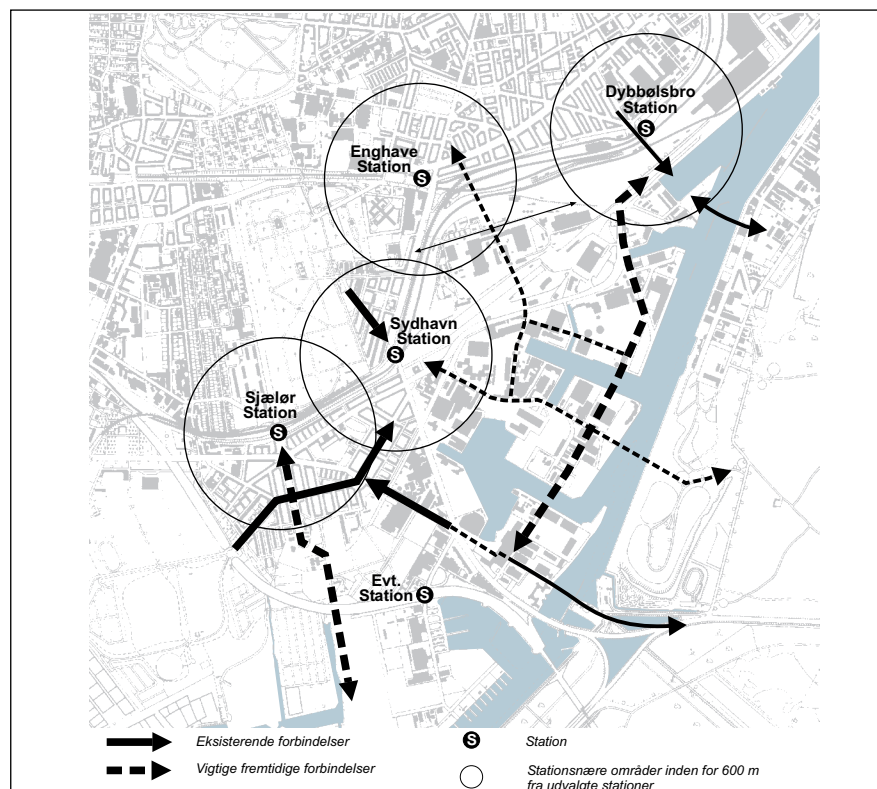 Dybbølsbro
Station
S
Enghave
Station
S
Sydhavn
Station
S
Sjælør
Station
S
Evt.
Station
S
Eksisterende forbindelser
S
Station
Vigtige fremtidige forbindelser
Stationsnære områder inden for 600 m
fra udvalgte stationer